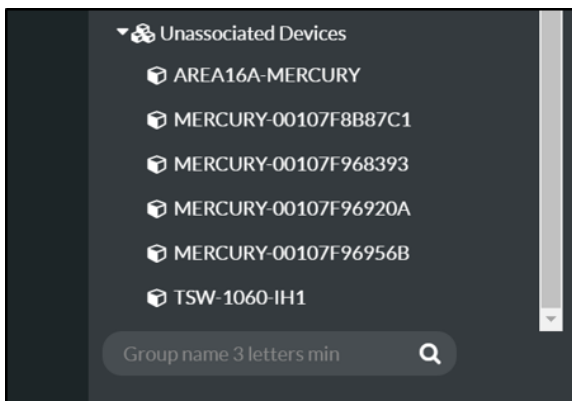 Unassociated Devices
AREA16A-MERCURY
MERCURY-00107F8B87C1
MERCURY-00107F968393
MERCURY-00107F96920A
MERCURY-00107F96956B
TSW-1060-IH1
Group name 3 letters min